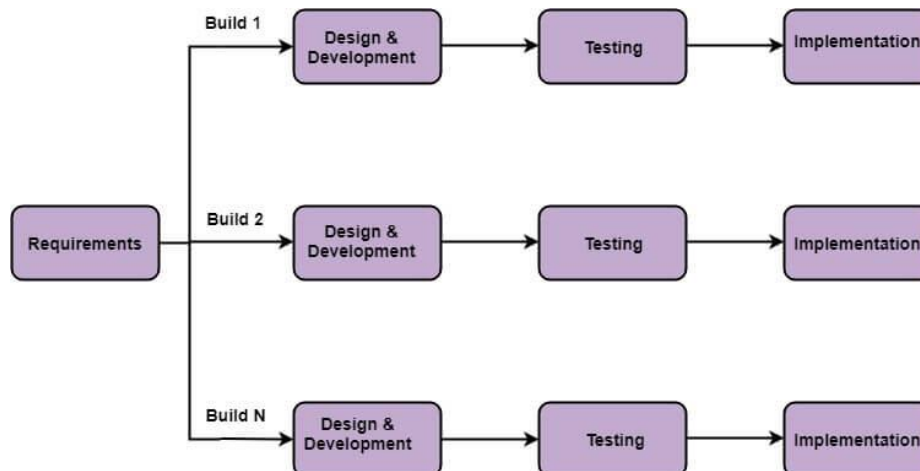 Build 1
Design &
Development
Testing
Implementation
Requirements
Build 2
Design &
Development
Testing
Implementation
Build N
Design &
Development
Testing
Implementation